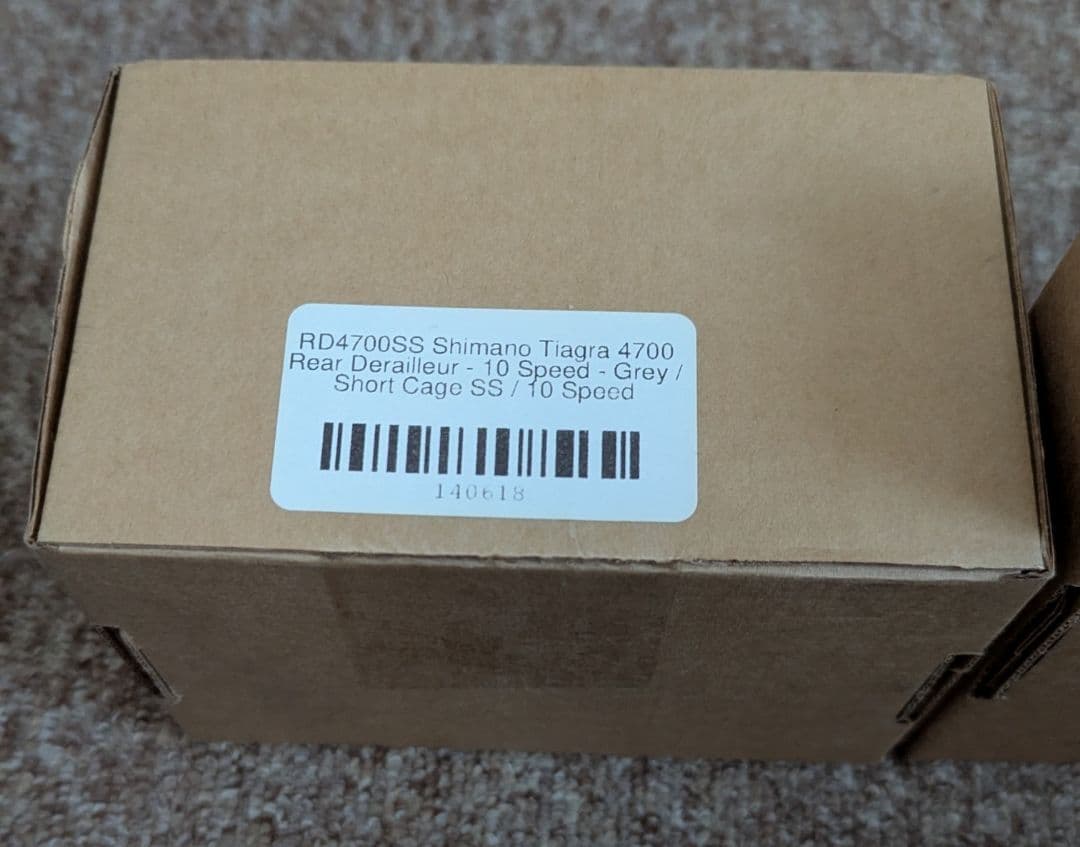 RD4700SS Shimano Tiagra 4700
Rear Derailleur - 10 Speed - Grey /
Short Cage SS / 10 Speed
140618